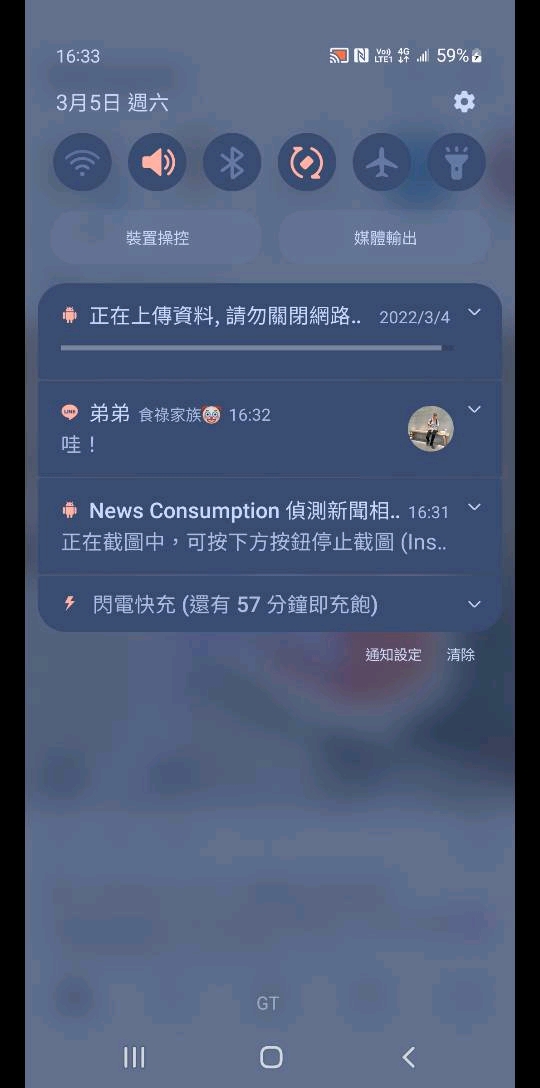 16:33 Vo)) LTE1 4G 59%
3月5日 週六
裝置操控 媒體輸出
正在上傳資料, 請勿關閉網路.. 2022/3/4
LINE 弟弟 食祿家族🤡 16:32
哇！
News Consumption 偵測新聞相.. 16:31
正在截圖中，可按下方按鈕停止截圖 (Ins..
閃電快充 (還有 57 分鐘即充飽)
通知設定 清除
GT